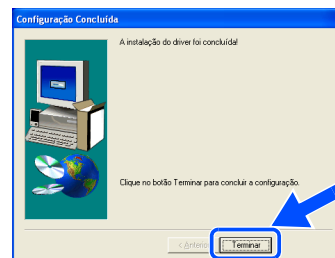 Configuração Concluída
A instalação do driver foi concluída!
Clique no botão Terminar para concluir a configuração.
< Anterior
Terminar